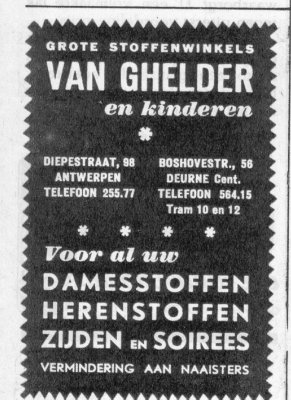 GROTE STOFFENWINKELS
VAN GHELDER
en kinderen
*
DIEPESTRAAT, 98
ANTWERPEN
TELEFOON 255.77
BOSHOVESTR., 56
DEURNE Cent.
TELEFOON 564.15
Tram 10 en 12
* * * *
Voor al uw
DAMESSTOFFEN
HERENSTOFFEN
ZIJDEN EN SOIREES
VERMINDERING AAN NAAISTERS